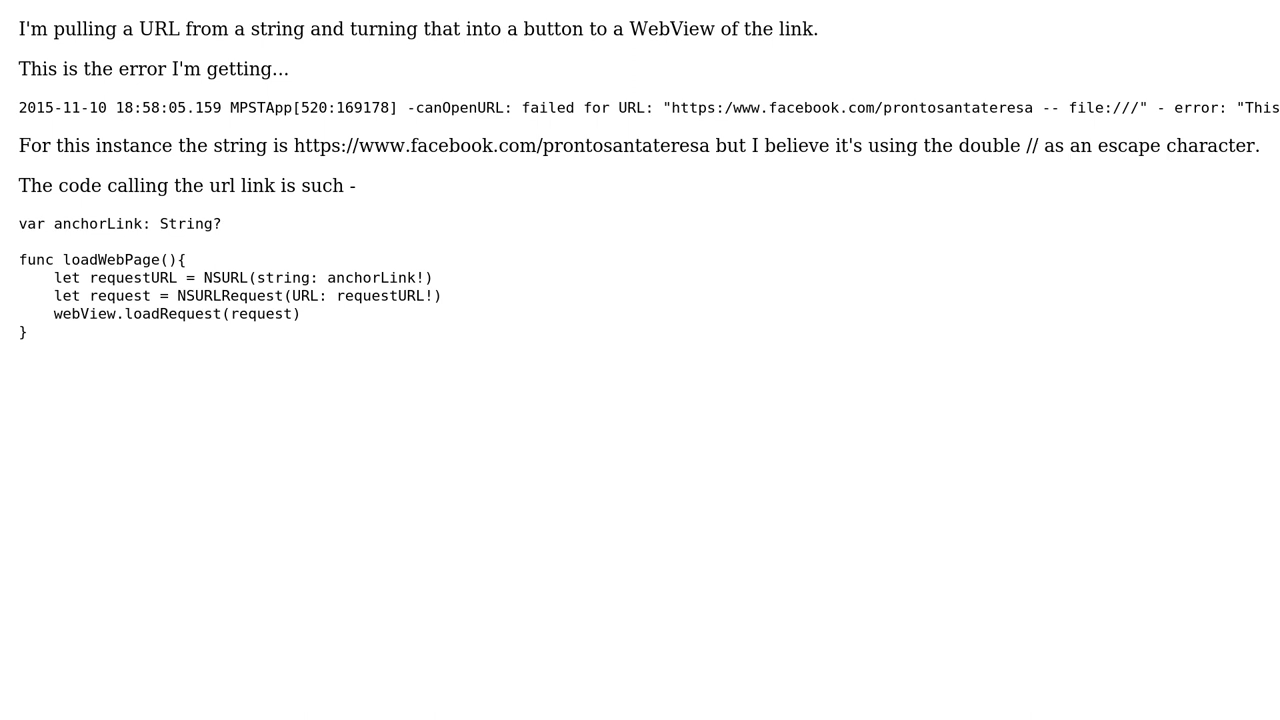 I'm pulling a URL from a string and turning that into a button to a WebView of the link.
This is the error I'm getting...
2015-11-10 18:58:05.159 MPSTApp[520:169178] -canOpenURL: failed for URL: "https:/www.facebook.com/prontosantateresa -- file:///" - error: "This
For this instance the string is https://www.facebook.com/prontosantateresa but I believe it's using the double // as an escape character.
The code calling the url link is such -
var anchorLink: String?
func loadWebPage(){
    let requestURL = NSURL(string: anchorLink!)
    let request = NSURLRequest(URL: requestURL!)
    webView.loadRequest(request)
}